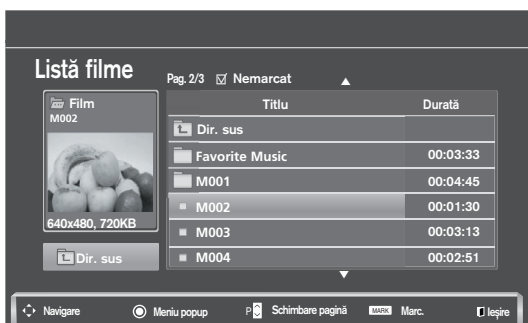 Listă filme
Pag. 2/3 Nemarcat
Film
M002
640x480, 720KB
Dir. sus
Titlu Durată
Dir. sus
Favorite Music 00:03:33
M001 00:04:45
M002 00:01:30
M003 00:03:13
M004 00:02:51
Navigare Meniu popup P Schimbare pagină MARK Marc. Ieşire